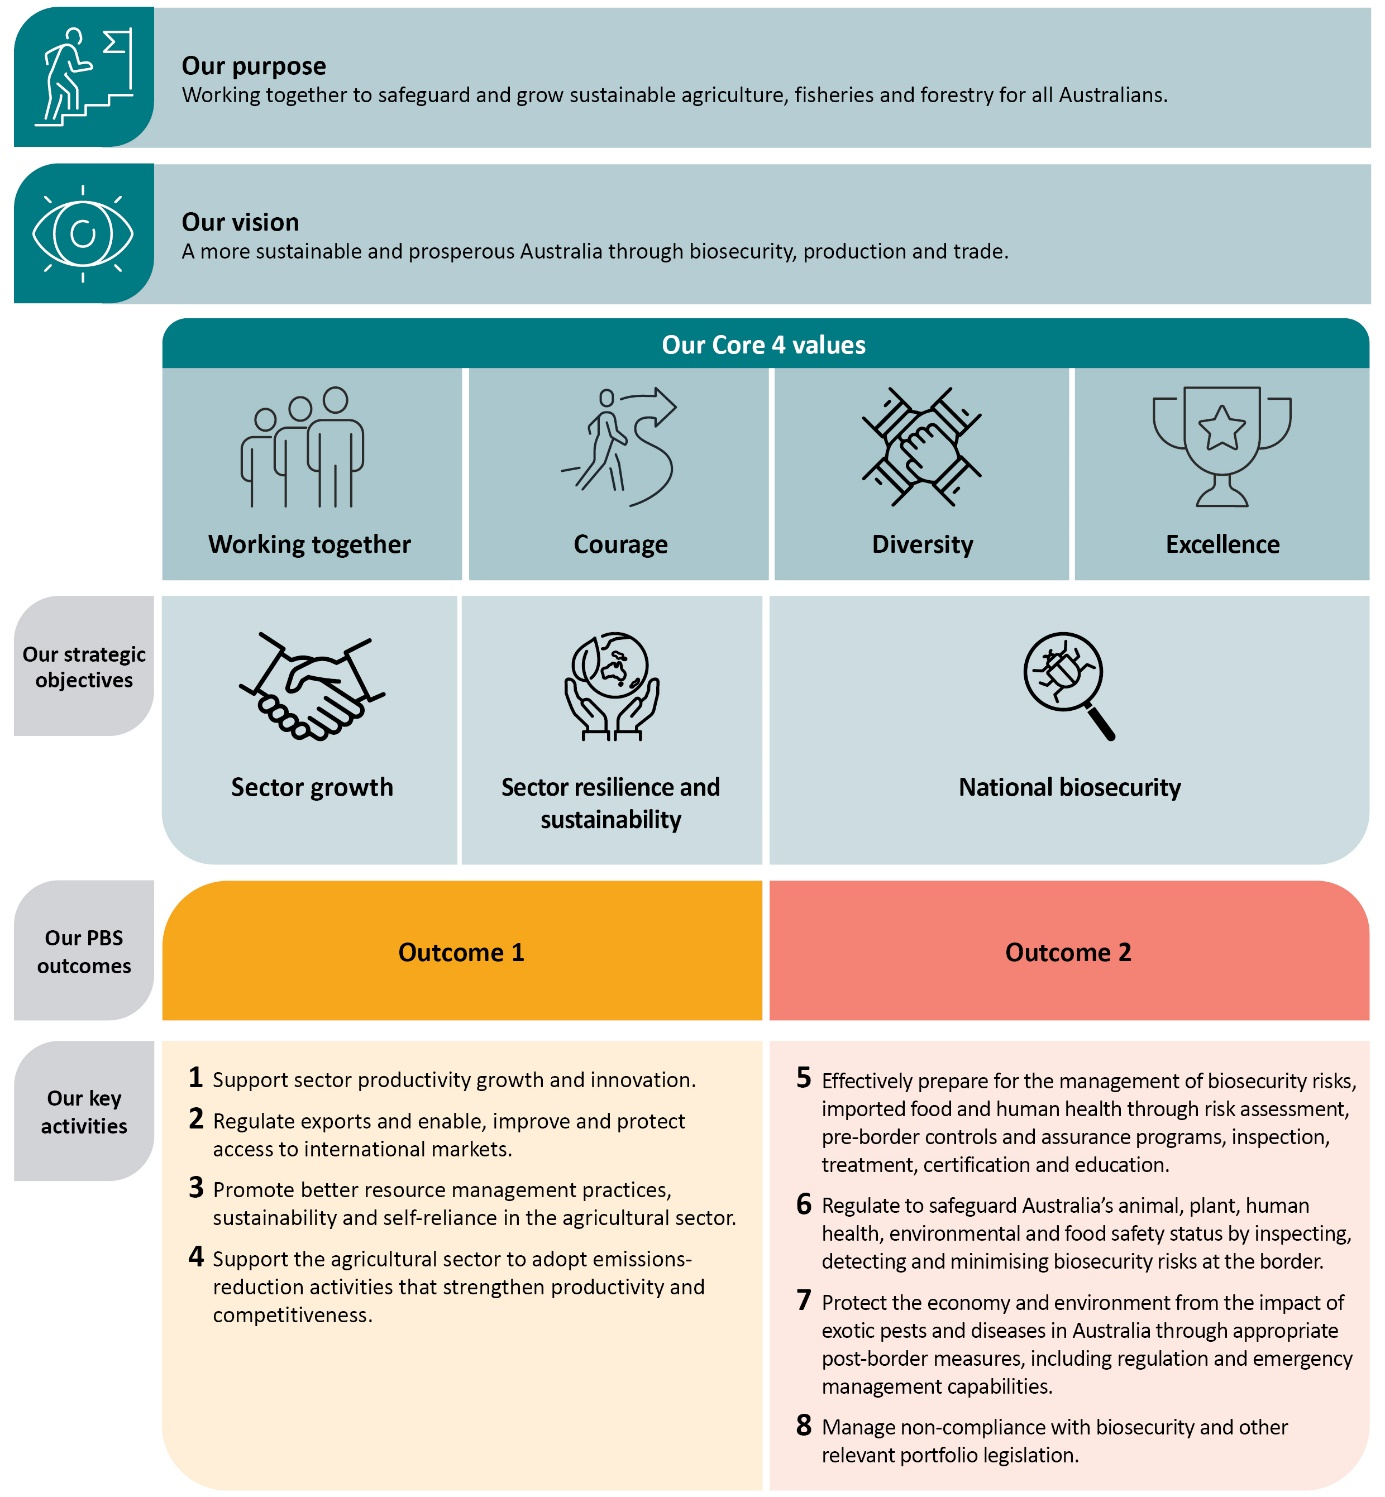 Our purpose
Working together to safeguard and grow sustainable agriculture, fisheries and forestry for all Australians.
Our vision
A more sustainable and prosperous Australia through biosecurity, production and trade.
Our Core 4 values
Working together
Courage
Diversity
Excellence
Our strategic
objectives
Sector growth
Sector resilience and
sustainability
National biosecurity
Our PBS
outcomes
Outcome 1
Outcome 2
Our key
activities
1 Support sector productivity growth and innovation.
2 Regulate exports and enable, improve and protect
access to international markets.
3 Promote better resource management practices,
sustainability and self-reliance in the agricultural sector.
4 Support the agricultural sector to adopt emissions-
reduction activities that strengthen productivity and
competitiveness.
5 Effectively prepare for the management of biosecurity risks,
imported food and human health through risk assessment,
pre-border controls and assurance programs, inspection,
treatment, certification and education.
6 Regulate to safeguard Australia’s animal, plant, human
health, environmental and food safety status by inspecting,
detecting and minimising biosecurity risks at the border.
7 Protect the economy and environment from the impact of
exotic pests and diseases in Australia through appropriate
post-border measures, including regulation and emergency
management capabilities.
8 Manage non-compliance with biosecurity and other
relevant portfolio legislation.